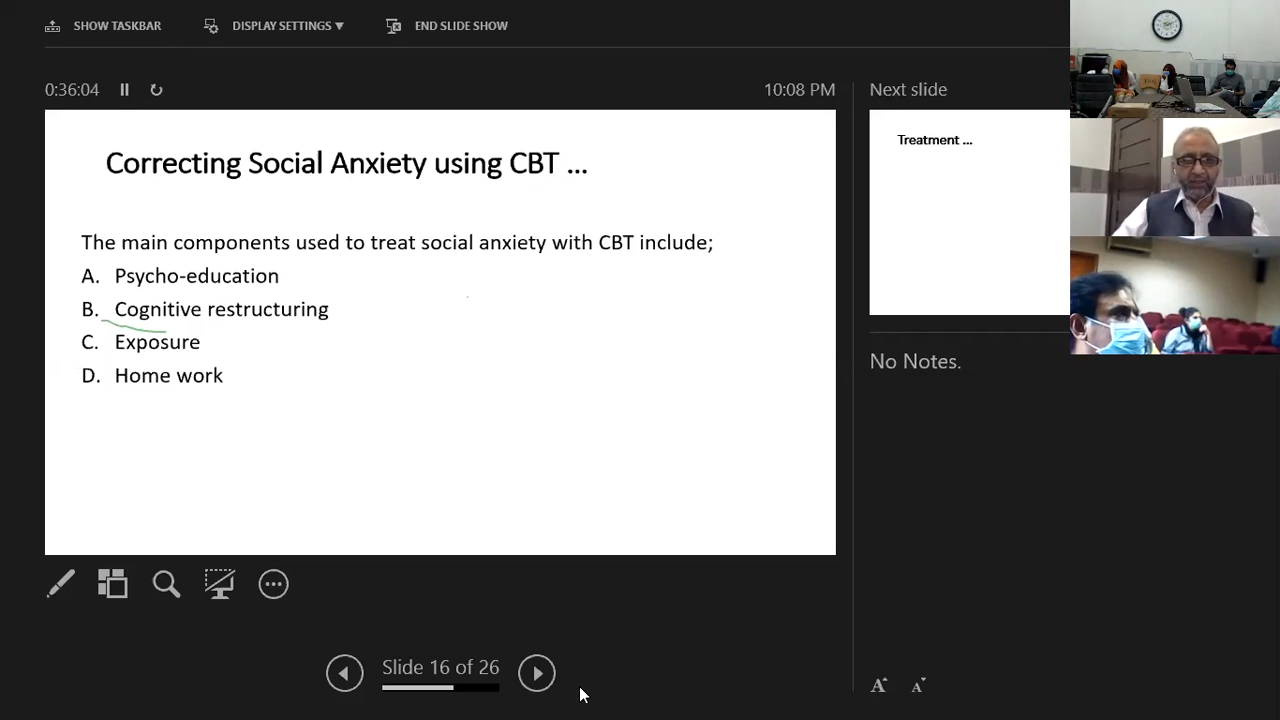 SHOW TASKBAR
DISPLAY SETTINGS ▼
END SLIDE SHOW
0:36:04
10:08 PM
Next slide
Correcting Social Anxiety using CBT ...
The main components used to treat social anxiety with CBT include;
A. Psycho-education
B. Cognitive restructuring
C. Exposure
D. Home work
Treatment ...
No Notes.
Slide 16 of 26
A A